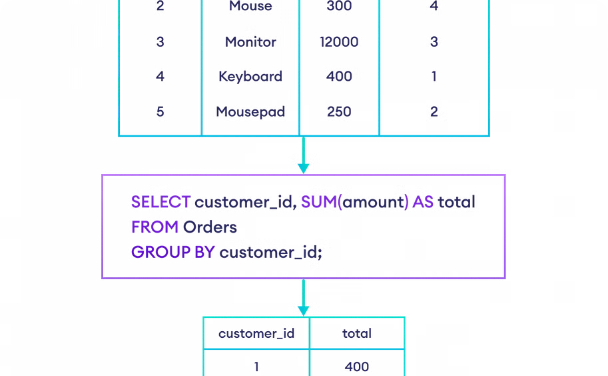 2 Mouse 300 4
3 Monitor 12000 3
4 Keyboard 400 1
5 Mousepad 250 2
SELECT customer_id, SUM(amount) AS total
FROM Orders
GROUP BY customer_id;
customer_id total
1 400